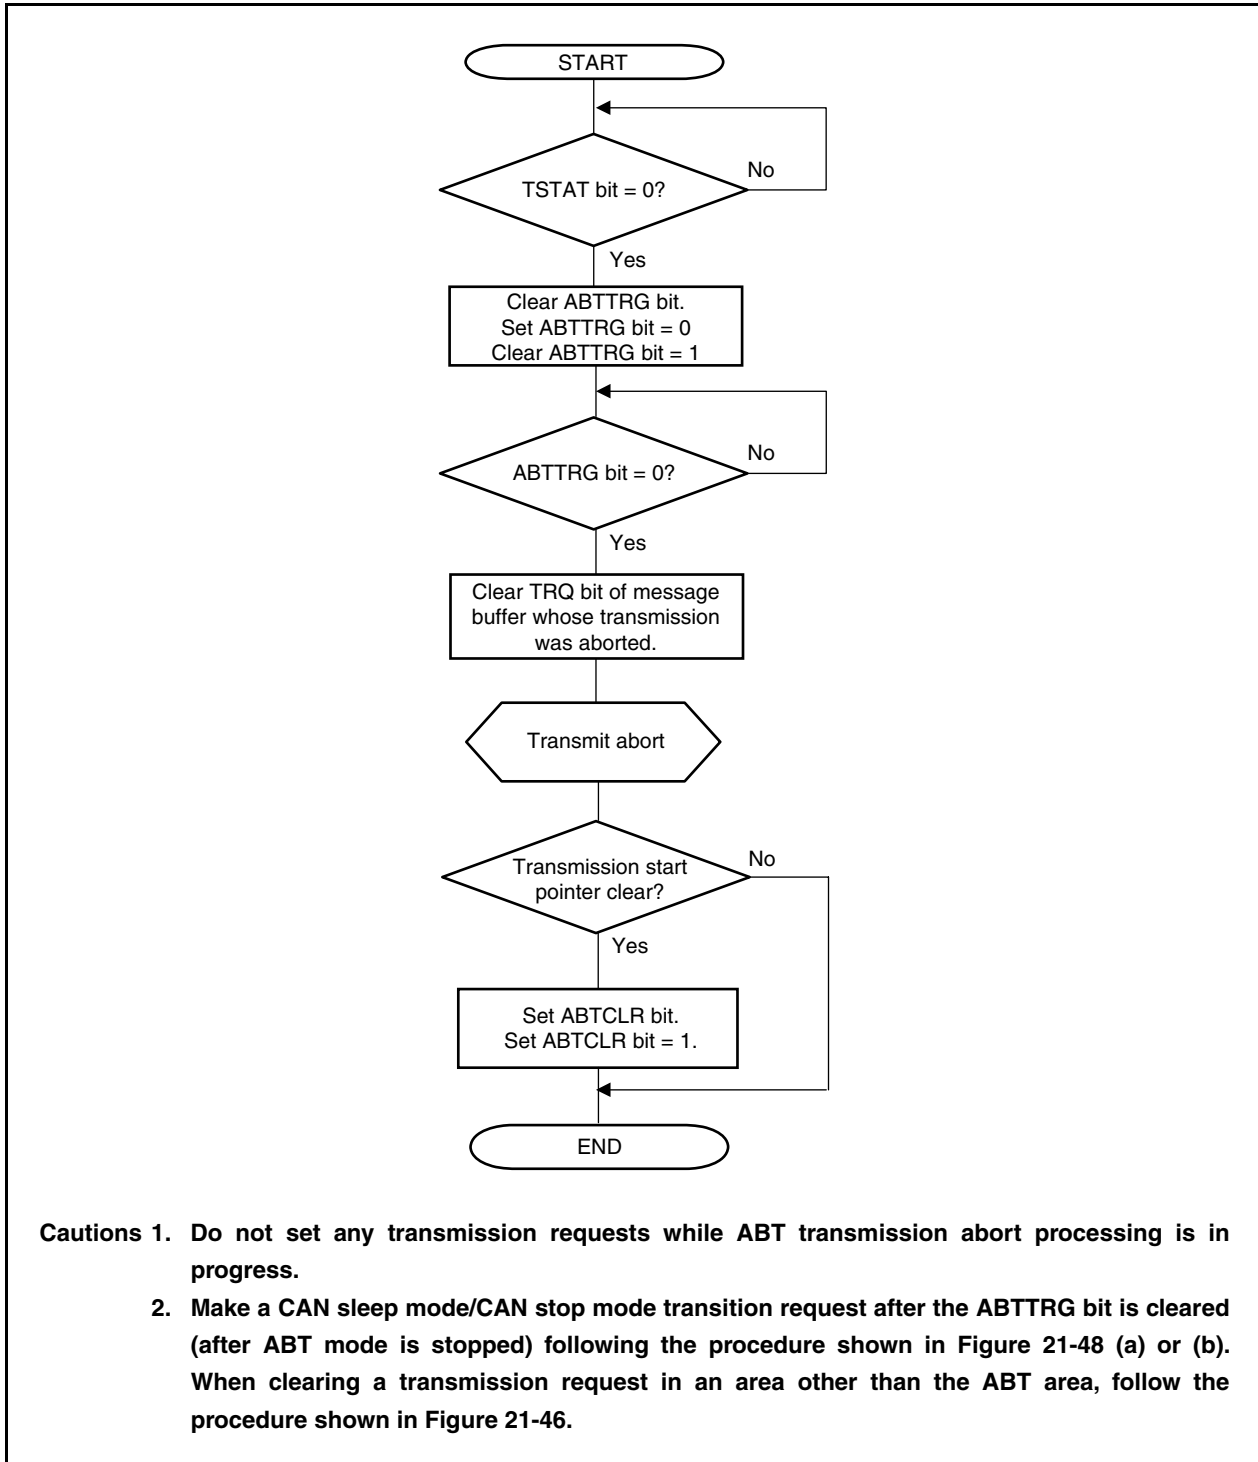 START
No
TSTAT bit = 0?
Yes
Clear ABTTRG bit.
Set ABTTRG bit = 0
Clear ABTTRG bit = 1
No
ABTTRG bit = 0?
Yes
Clear TRQ bit of message
buffer whose transmission
was aborted.
Transmit abort
No
Transmission start
pointer clear?
Yes
Set ABTCLR bit.
Set ABTCLR bit = 1.
END
Cautions 1. Do not set any transmission requests while ABT transmission abort processing is in
progress.
2. Make a CAN sleep mode/CAN stop mode transition request after the ABTTRG bit is cleared
(after ABT mode is stopped) following the procedure shown in Figure 21-48 (a) or (b).
When clearing a transmission request in an area other than the ABT area, follow the
procedure shown in Figure 21-46.